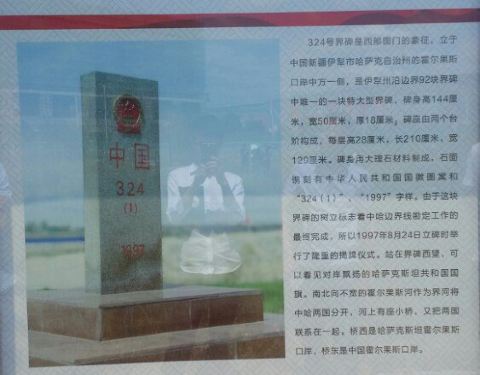 324号界碑是西部国门的象征，立于
中国新疆伊犁市哈萨克自治州的霍尔果斯
口岸中方一侧，是伊犁州沿边界92块界碑
中唯一的一块特大型界碑，碑身高144厘
米，宽50厘米，厚18厘米。碑座由两个台
阶构成，每层高28厘米，长210厘米，宽
129厘米。碑身用大理石材料制成，石面
镌刻有中华人民共和国国徽图案和
“324（1）”、“1997”字样。由于这块
界碑的树立标志着中哈边界线勘定工作的
最终完成，所以1997年8月24日立碑时举
行了隆重的揭牌仪式。站在界碑西望，可
以看见对岸飘扬的哈萨克斯坦共和国国
旗。南北向不宽的霍尔果斯河作为界河将
中哈两国分开，河上有座小桥，又把两国
联系在一起。桥西是哈萨克斯坦霍尔果斯
口岸，桥东是中国霍尔果斯口岸。
中国
324
(1)
1997